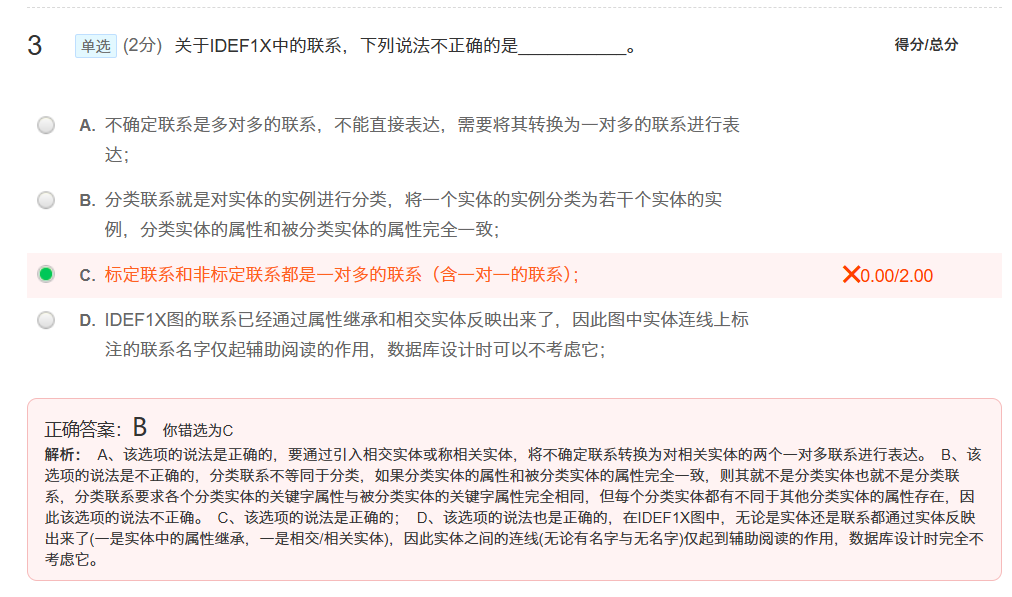 3 单选 (2分) 关于IDEF1X中的联系，下列说法不正确的是____________。 得分/总分
A. 不确定联系是多对多的联系，不能直接表达，需要将其转换为一对多的联系进行表
达；
B. 分类联系就是对实体的实例进行分类，将一个实体的实例分类为若干个实体的实
例，分类实体的属性和被分类实体的属性完全一致；
C. 标定联系和非标定联系都是一对多的联系（含一对一的联系）； 0.00/2.00
D. IDEF1X图的联系已经通过属性继承和相交实体反映出来了，因此图中实体连线上标
注的联系名字仅起辅助阅读的作用，数据库设计时可以不考虑它；
正确答案：B 你错选为C
解析： A、该选项的说法是正确的，要通过引入相交实体或称相关实体，将不确定联系转换为对相关实体的两个一对多联系进行表达。 B、该
选项的说法是不正确的，分类联系不等同于分类，如果分类实体的属性和被分类实体的属性完全一致，则其就不是分类实体也就不是分类联
系，分类联系要求各个分类实体的关键字属性与被分类实体的关键字属性完全相同，但每个分类实体都有不同于其他分类实体的属性存在，因
此该选项的说法不正确。 C、该选项的说法是正确的； D、该选项的说法也是正确的，在IDEF1X图中，无论是实体还是联系都通过实体反映
出来了(一是实体中的属性继承，一是相交/相关实体)，因此实体之间的连线(无论有名字与无名字)仅起到辅助阅读的作用，数据库设计时完全不
考虑它。